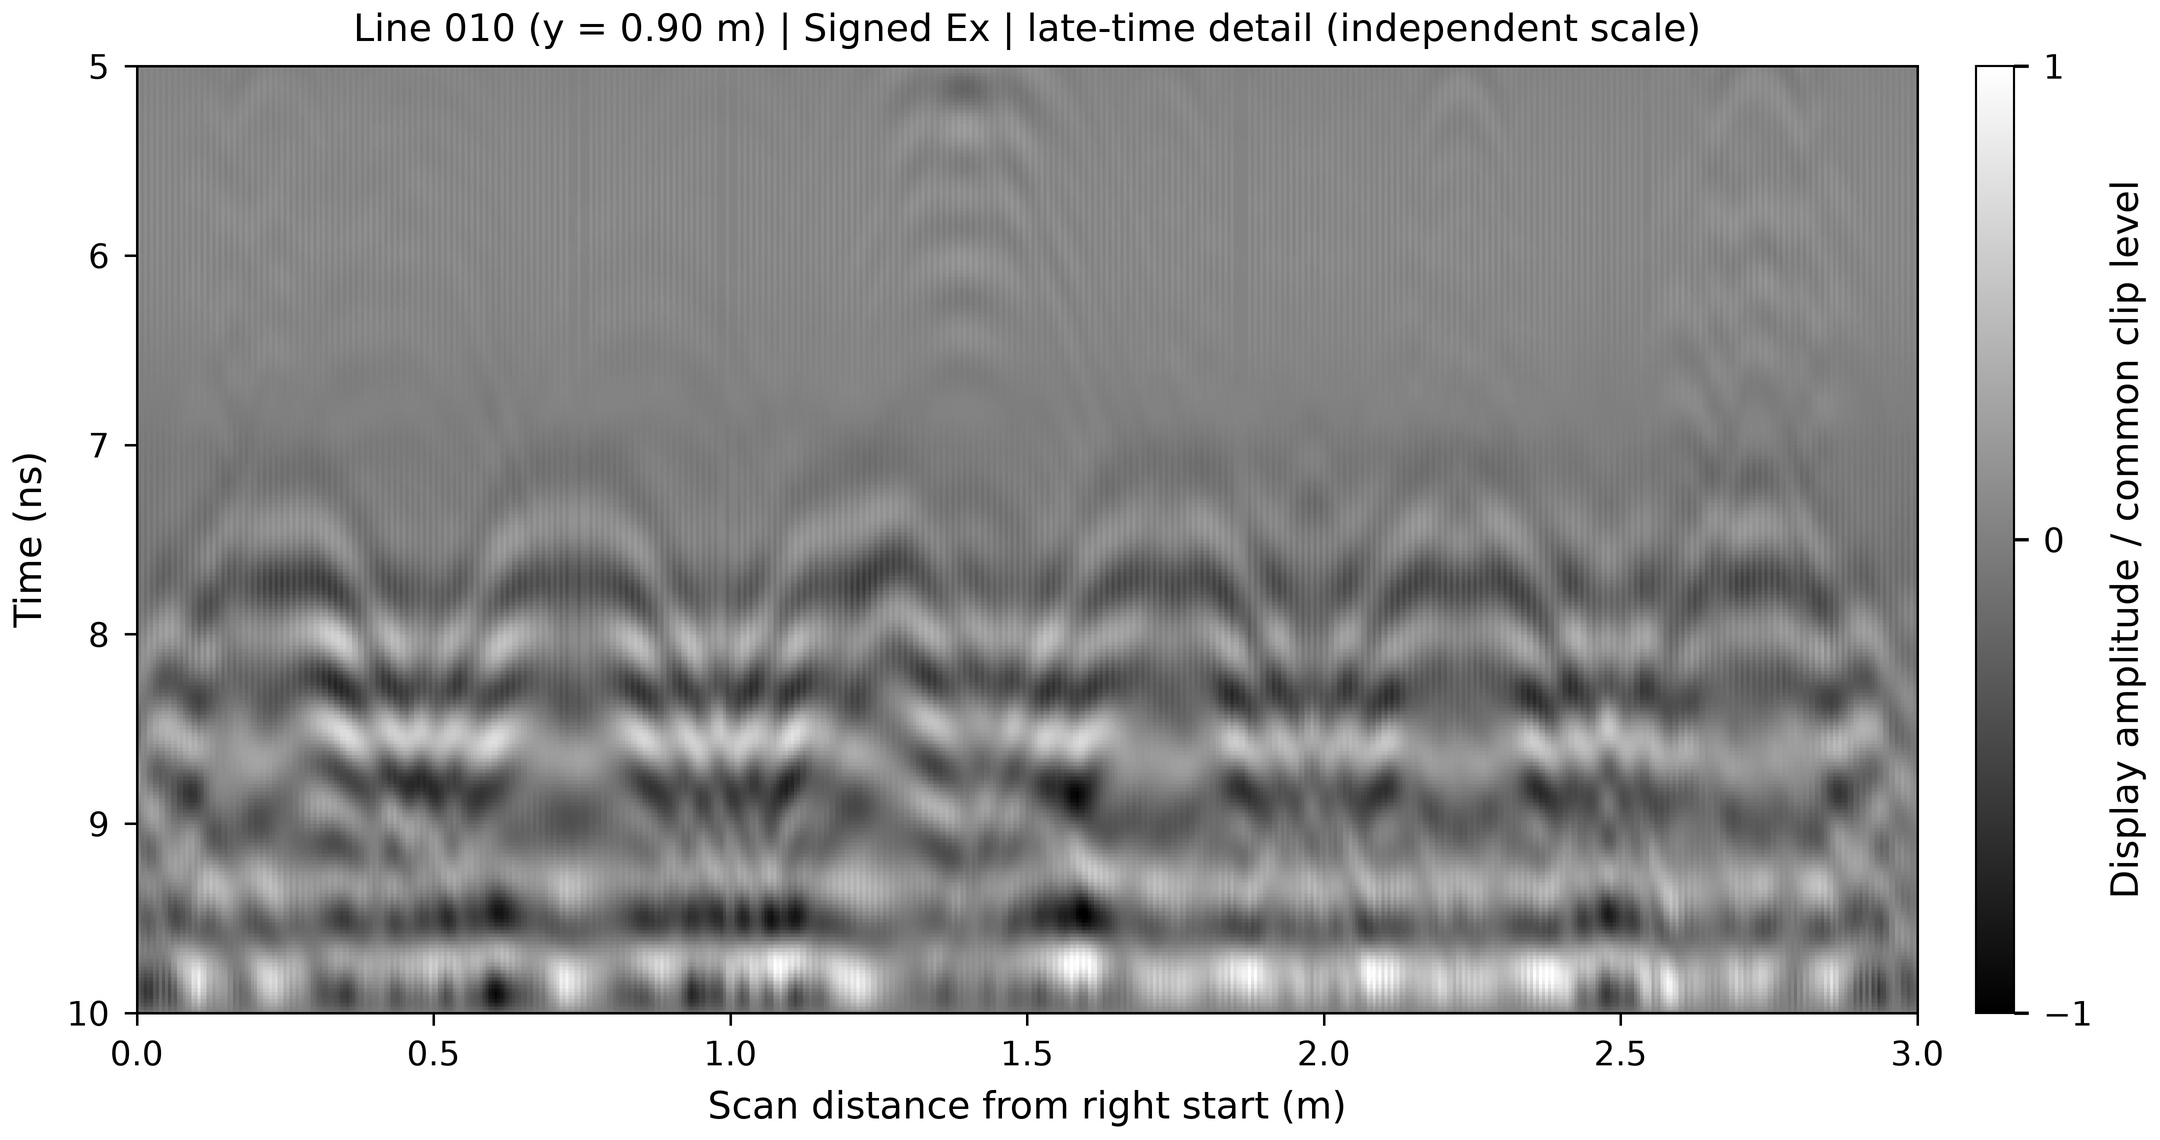 Line 010 (y = 0.90 m) | Signed Ex | late-time detail (independent scale)
5
6
7
8
9
10
Time (ns)
0.0 0.5 1.0 1.5 2.0 2.5 3.0
Scan distance from right start (m)
1
0
−1
Display amplitude / common clip level